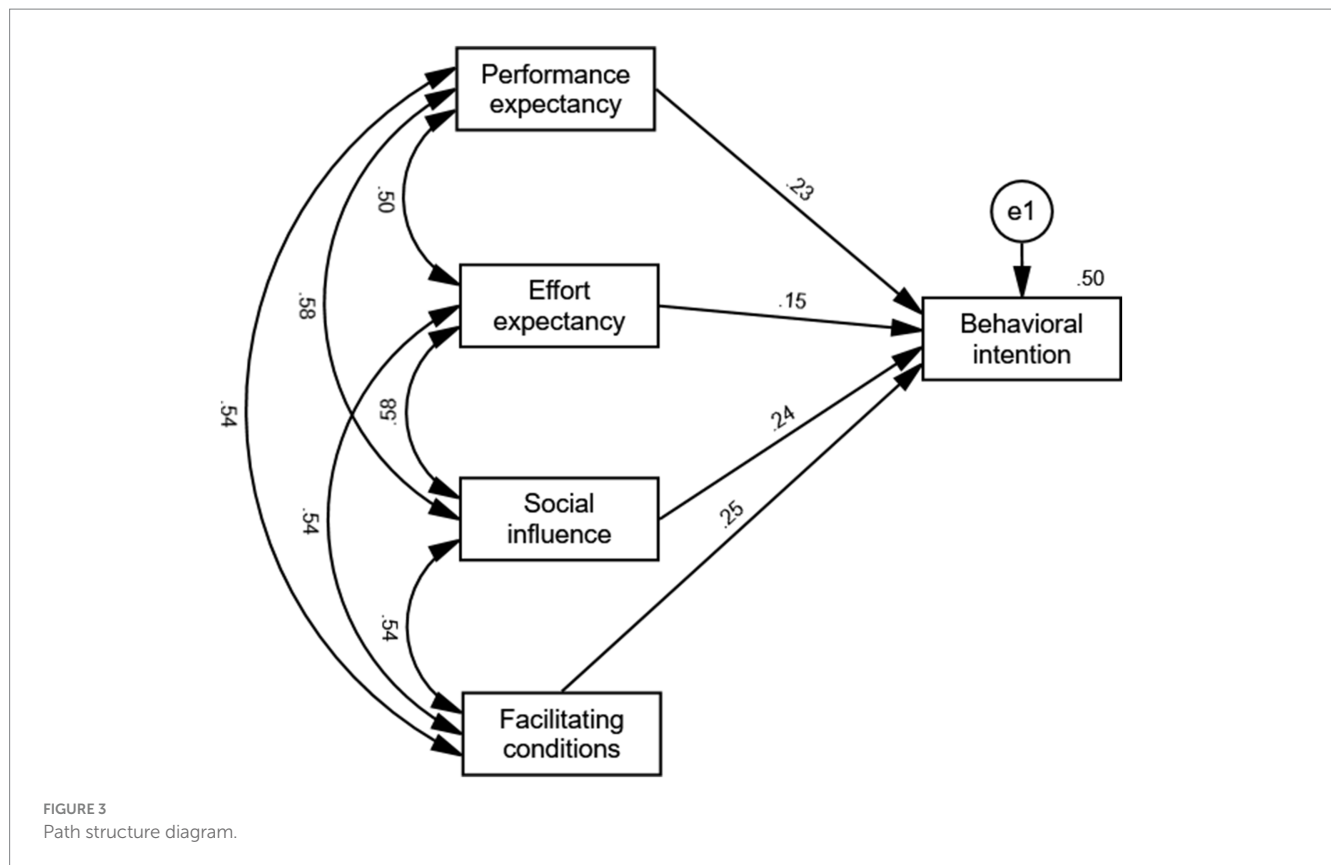 Performance
expectancy
.23
.50
e1
.50
.58
Effort
expectancy
.15
Behavioral
intention
.54
.58
.24
.54
Social
influence
.25
.54
Facilitating
conditions
FIGURE 3
Path structure diagram.